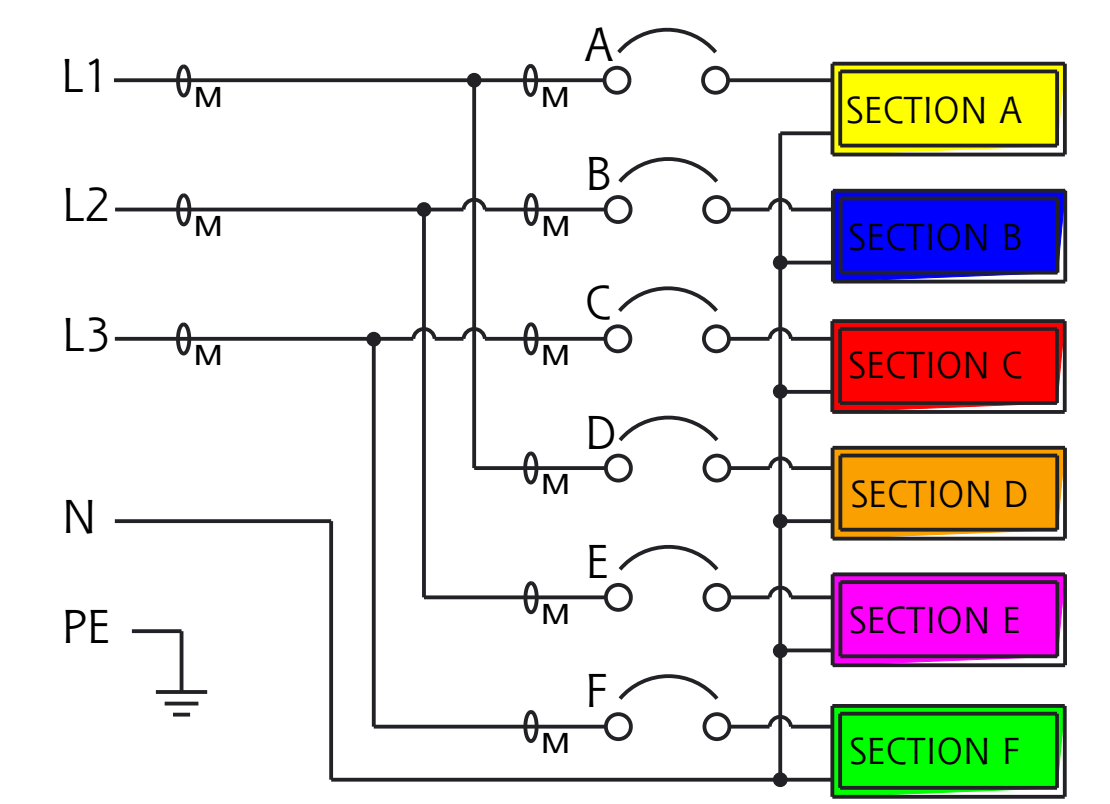 L1 M M A SECTION A
L2 M M B SECTION B
L3 M M C SECTION C
M D SECTION D
N
M E SECTION E
PE
M F SECTION F